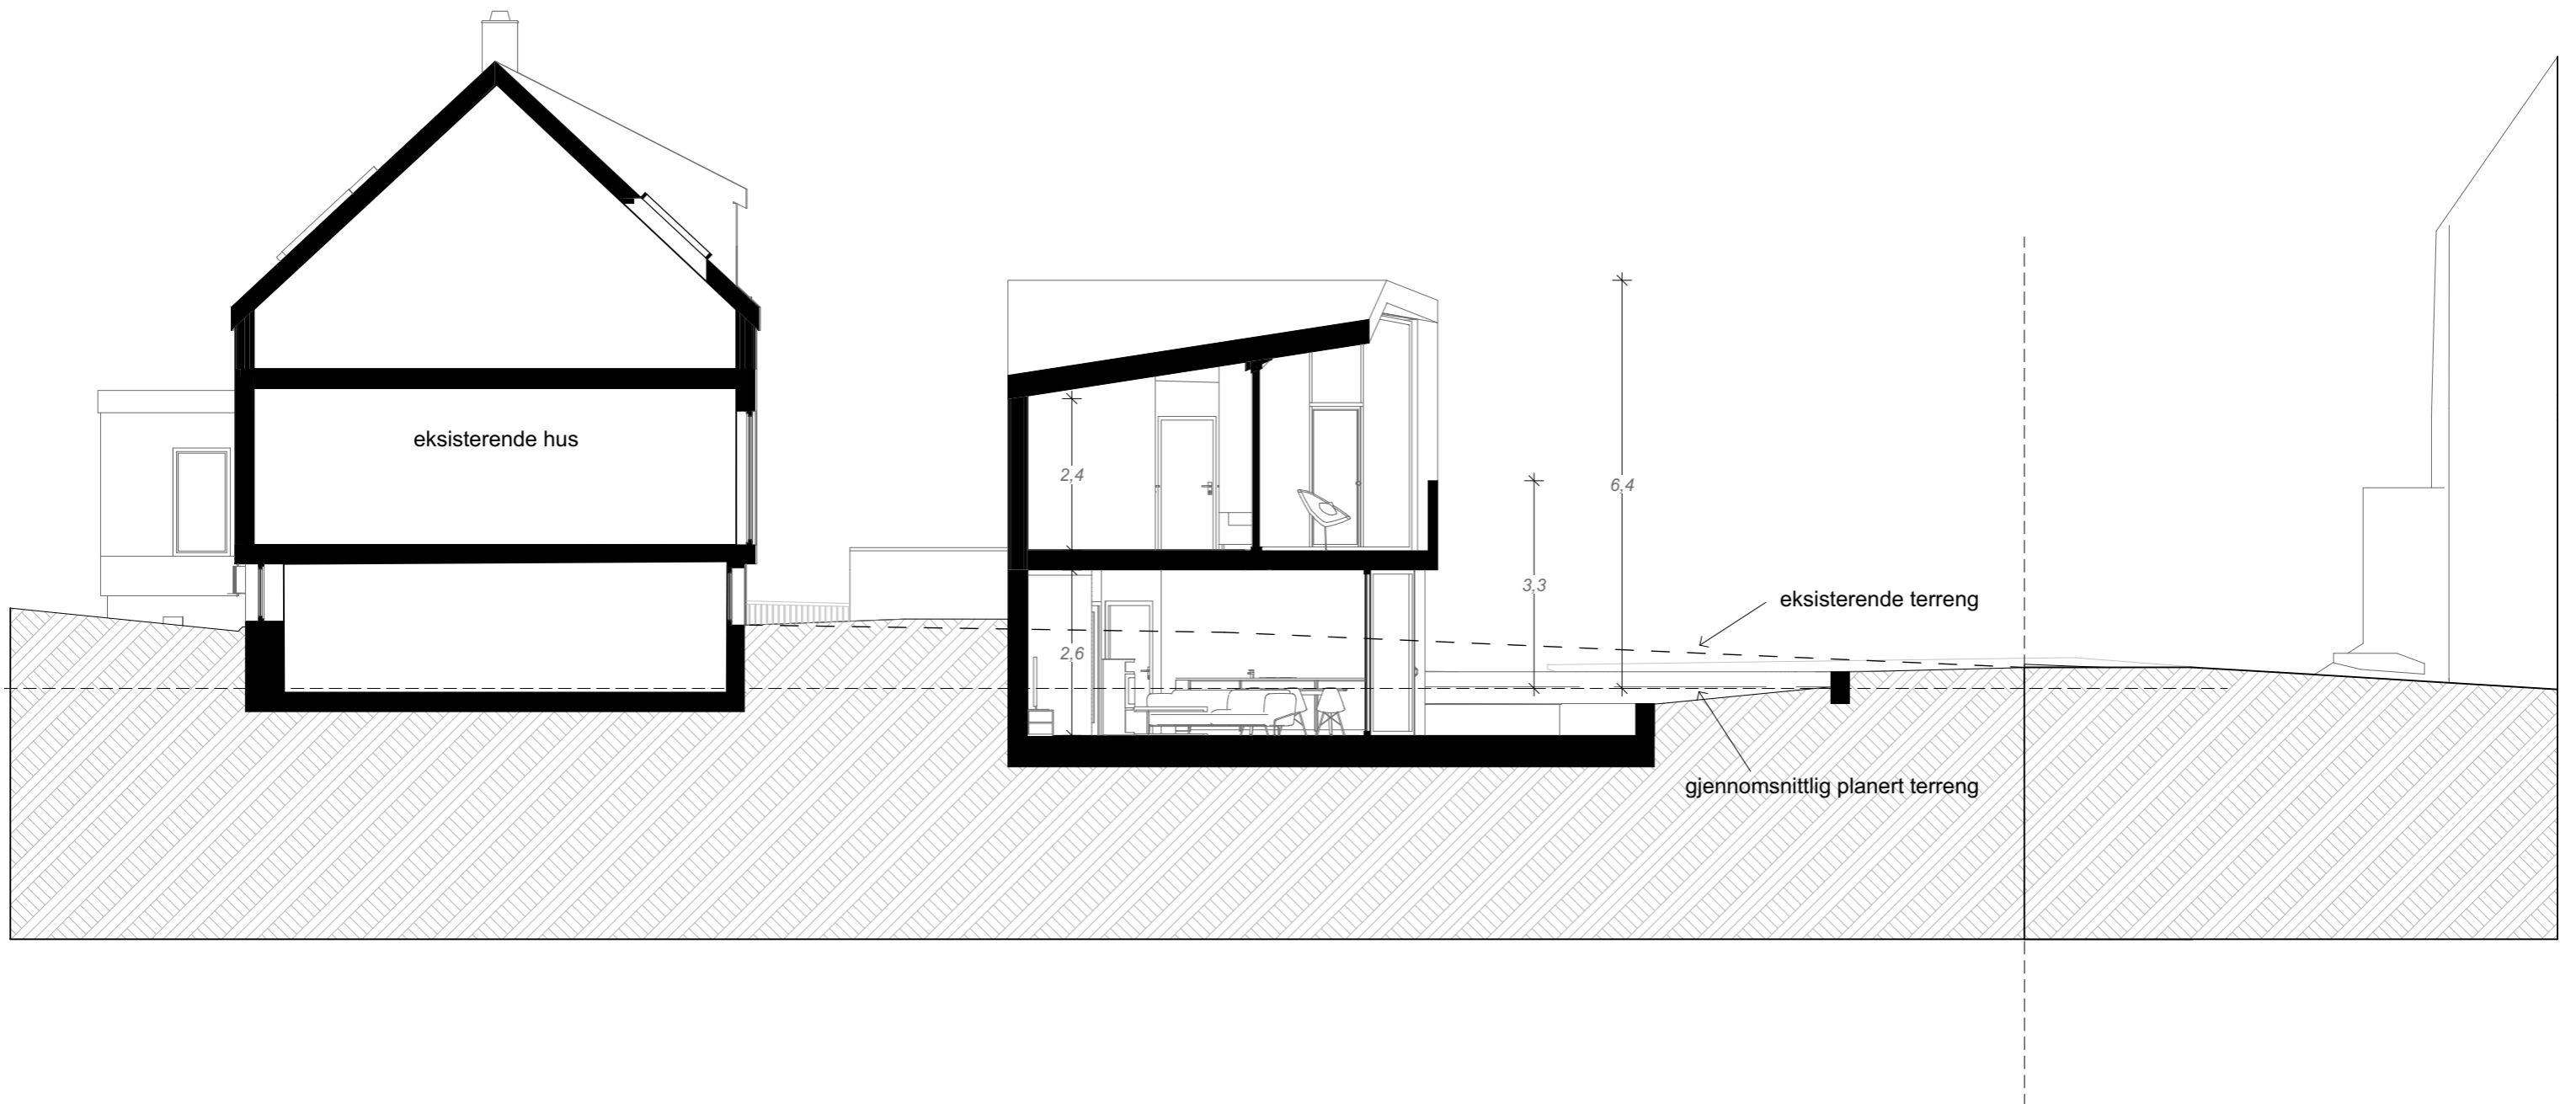 eksisterende hus
2,4
6,4
3,3
eksisterende terreng
2,6
gjennomsnittlig planert terreng